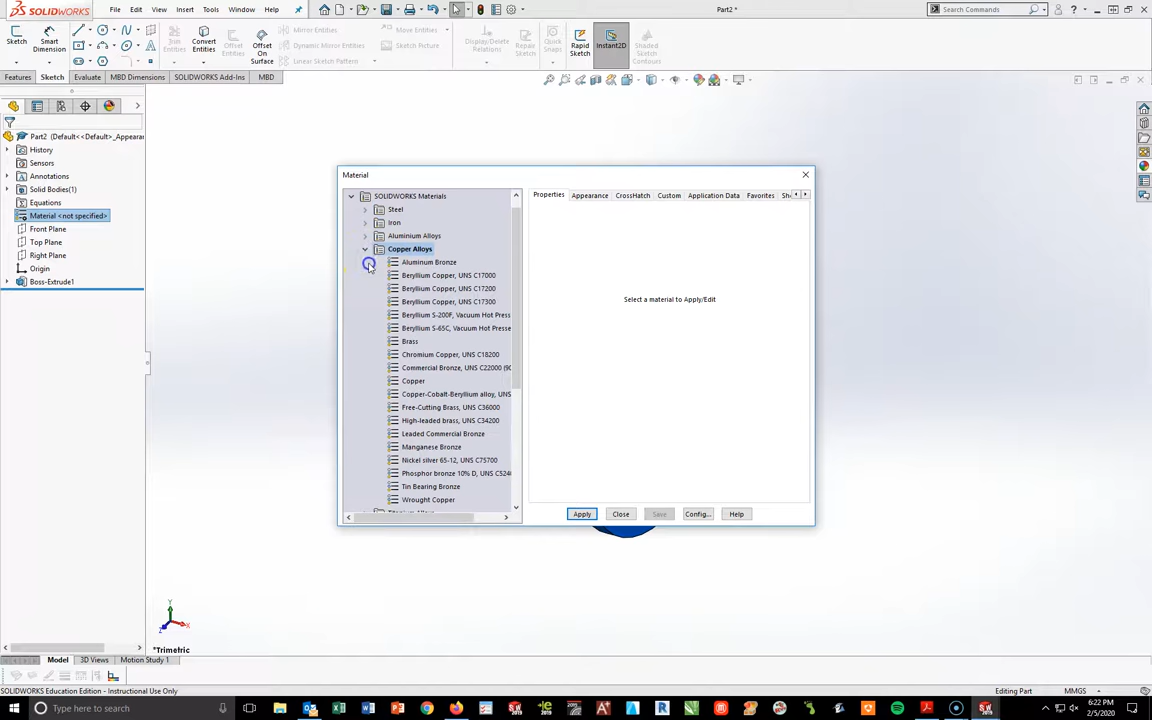 SOLIDWORKS File Edit View Insert Tools Window Part2 * Search Commands
Sketch Smart Dimension Trim Entities Convert Entities Offset Entities Offset On Surface Mirror Entities Dynamic Mirror Entities Linear Sketch Pattern Move Entities Sketch Picture Display/Delete Relations Repair Sketch Quick Snaps Rapid Sketch Instant2D Shaded Sketch Contours
Features Sketch Evaluate MBD Dimensions SOLIDWORKS Add-Ins MBD
Part2 (Default<<Default>_Appearan
History
Sensors
Annotations
Solid Bodies(1)
Equations
Material <not specified>
Front Plane
Top Plane
Right Plane
Origin
Boss-Extrude1
Material
SOLIDWORKS Materials
Steel
Iron
Aluminium Alloys
Copper Alloys
Aluminum Bronze
Beryllium Copper, UNS C17000
Beryllium Copper, UNS C17200
Beryllium Copper, UNS C17300
Beryllium S-200F, Vacuum Hot Press
Beryllium S-65C, Vacuum Hot Presse
Brass
Chromium Copper, UNS C18200
Commercial Bronze, UNS C22000 (90
Copper
Copper-Cobalt-Beryllium alloy, UNS
Free-Cutting Brass, UNS C36000
High-leaded brass, UNS C34200
Leaded Commercial Bronze
Manganese Bronze
Nickel silver 65-12, UNS C75700
Phosphor bronze 10% D, UNS C524
Tin Bearing Bronze
Wrought Copper
Properties Appearance CrossHatch Custom Application Data Favorites She
Select a material to Apply/Edit
Apply Close Save Config... Help
Y
X
Z
*Trimetric
Model 3D Views Motion Study 1
SOLIDWORKS Education Edition - Instructional Use Only Editing Part MMGS
Type here to search 6:22 PM
2/5/2020